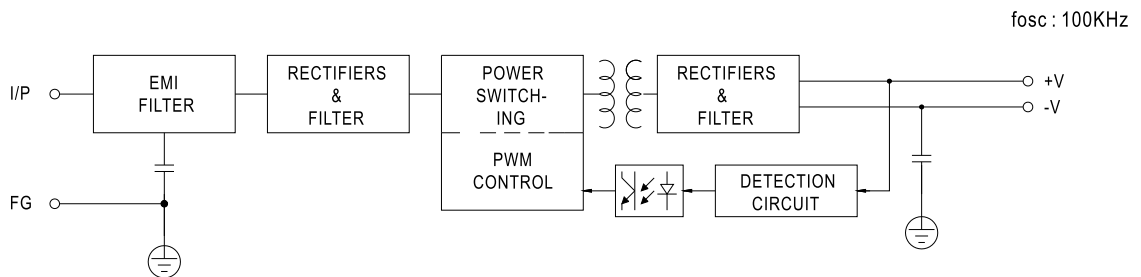 fosc : 100KHz
I/P
EMI
FILTER
RECTIFIERS
&
FILTER
POWER
SWITCH-
ING
RECTIFIERS
&
FILTER
+V
-V
PWM
CONTROL
DETECTION
CIRCUIT
FG